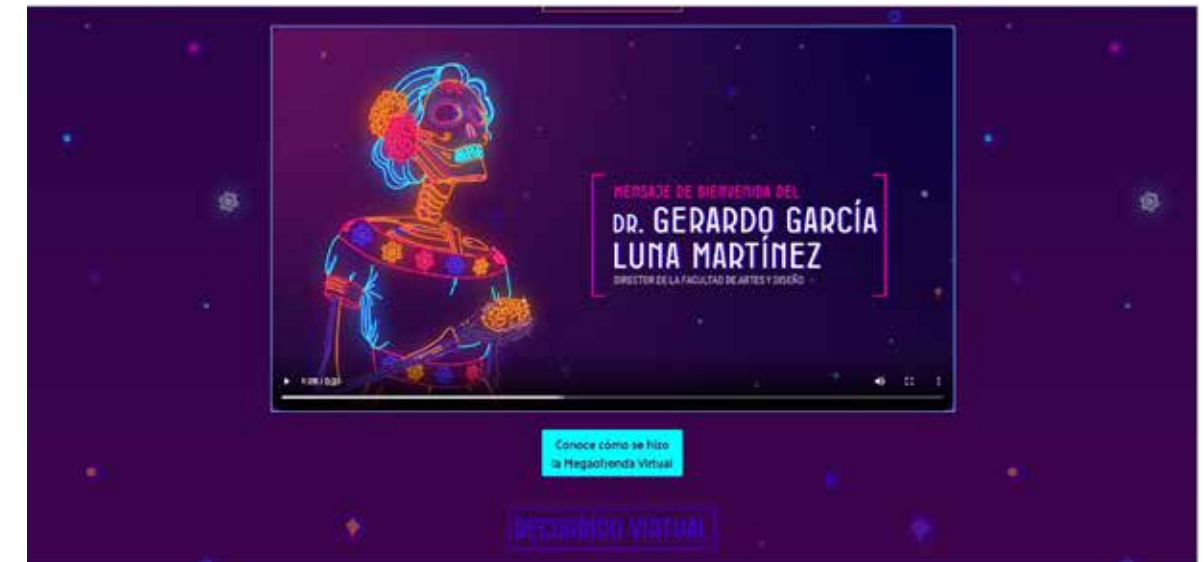 MENSAJE DE BIENVENIDA DEL
DR. GERARDO GARCÍA
LUNA MARTÍNEZ
DIRECTOR DE LA FACULTAD DE ARTES Y DISEÑO
Conoce cómo se hizo
la Megaofrenda Virtual
RECORRIDO VIRTUAL